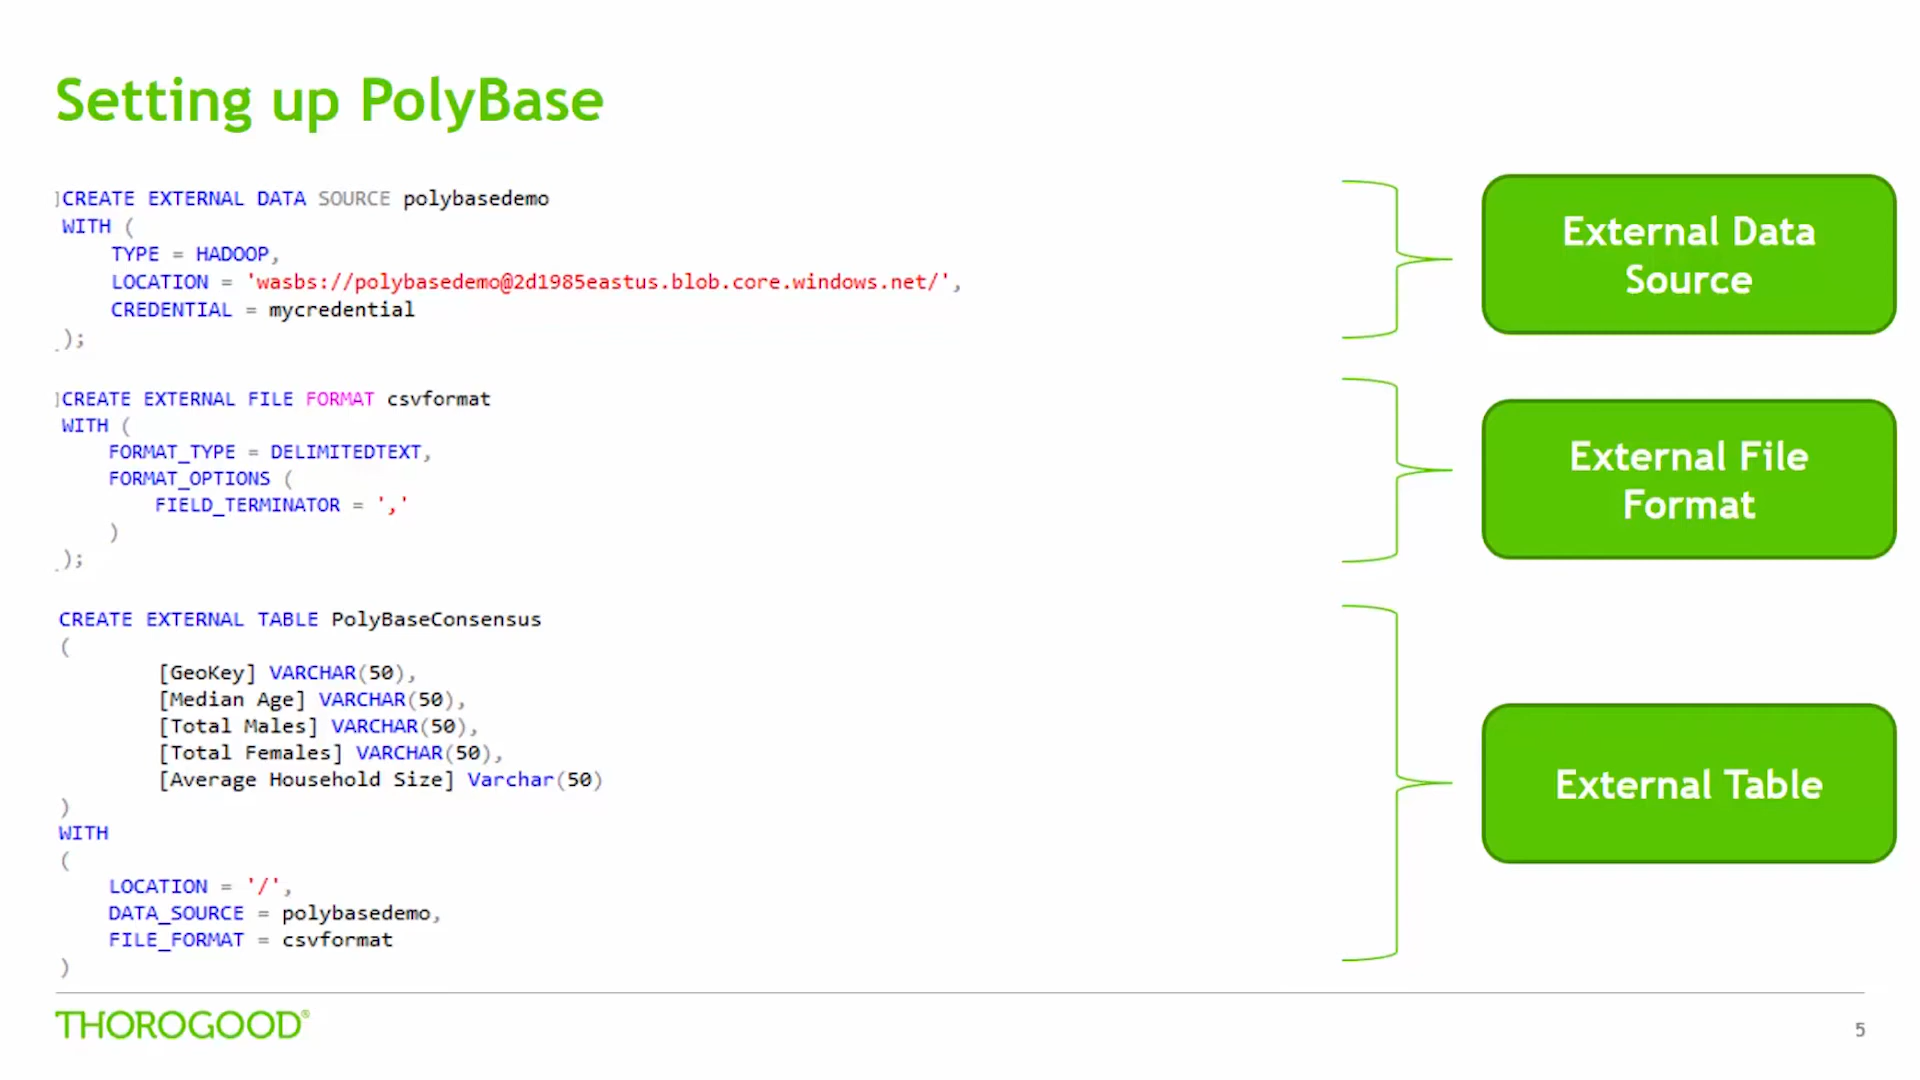 Setting up PolyBase
CREATE EXTERNAL DATA SOURCE polybasedemo
WITH (
TYPE = HADOOP,
LOCATION = 'wasbs://polybasedemo@2d1985eastus.blob.core.windows.net/',
CREDENTIAL = mycredential
);
External Data
Source
CREATE EXTERNAL FILE FORMAT csvformat
WITH (
FORMAT_TYPE = DELIMITEDTEXT,
FORMAT_OPTIONS (
FIELD_TERMINATOR = ','
)
);
External File
Format
CREATE EXTERNAL TABLE PolyBaseConsensus
(
[GeoKey] VARCHAR(50),
[Median Age] VARCHAR(50),
[Total Males] VARCHAR(50),
[Total Females] VARCHAR(50),
[Average Household Size] Varchar(50)
)
WITH
(
LOCATION = '/',
DATA_SOURCE = polybasedemo,
FILE_FORMAT = csvformat
)
External Table
THOROGOOD®
5